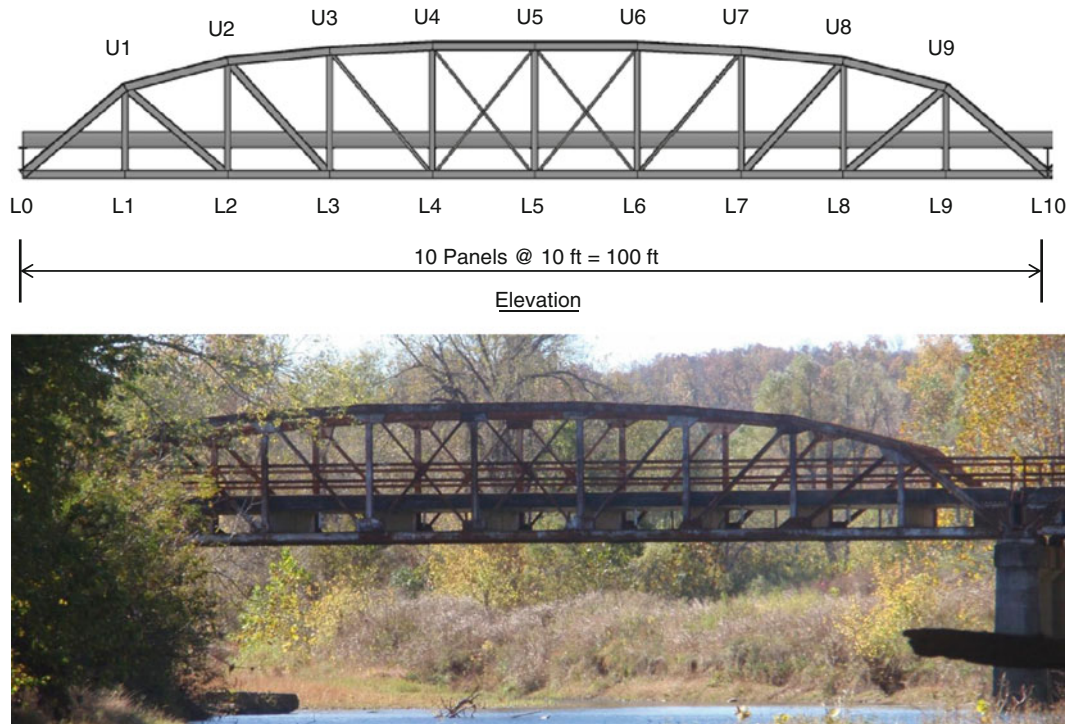 U1 U2 U3 U4 U5 U6 U7 U8 U9
L0 L1 L2 L3 L4 L5 L6 L7 L8 L9 L10
10 Panels @ 10 ft = 100 ft
Elevation